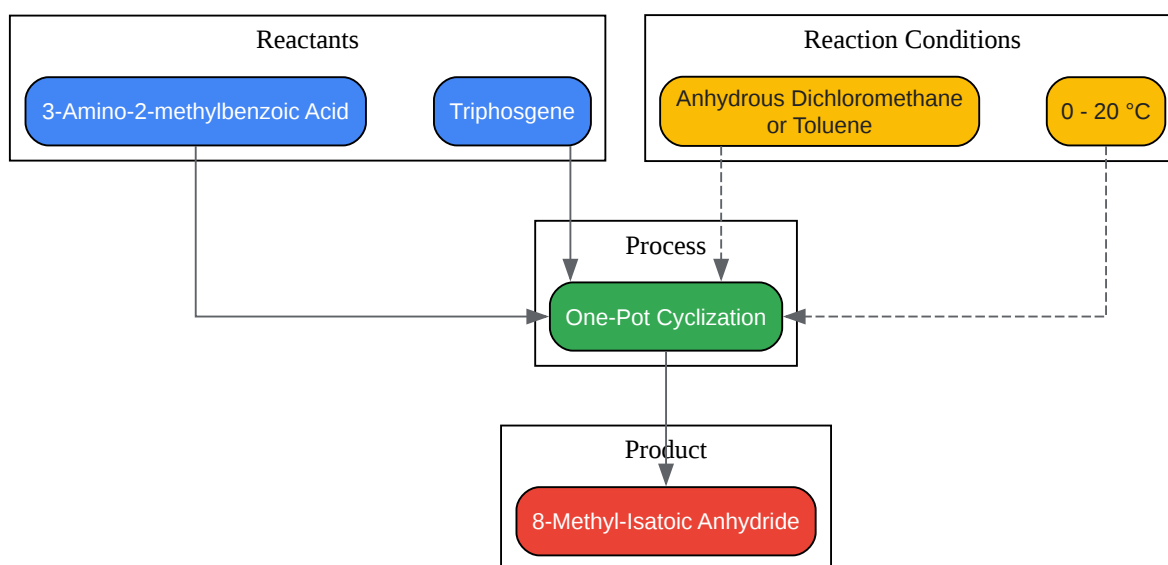 Reactants
3-Amino-2-methylbenzoic Acid
Triphosgene
Reaction Conditions
Anhydrous Dichloromethane
or Toluene
0 - 20 °C
Process
One-Pot Cyclization
Product
8-Methyl-Isatoic Anhydride